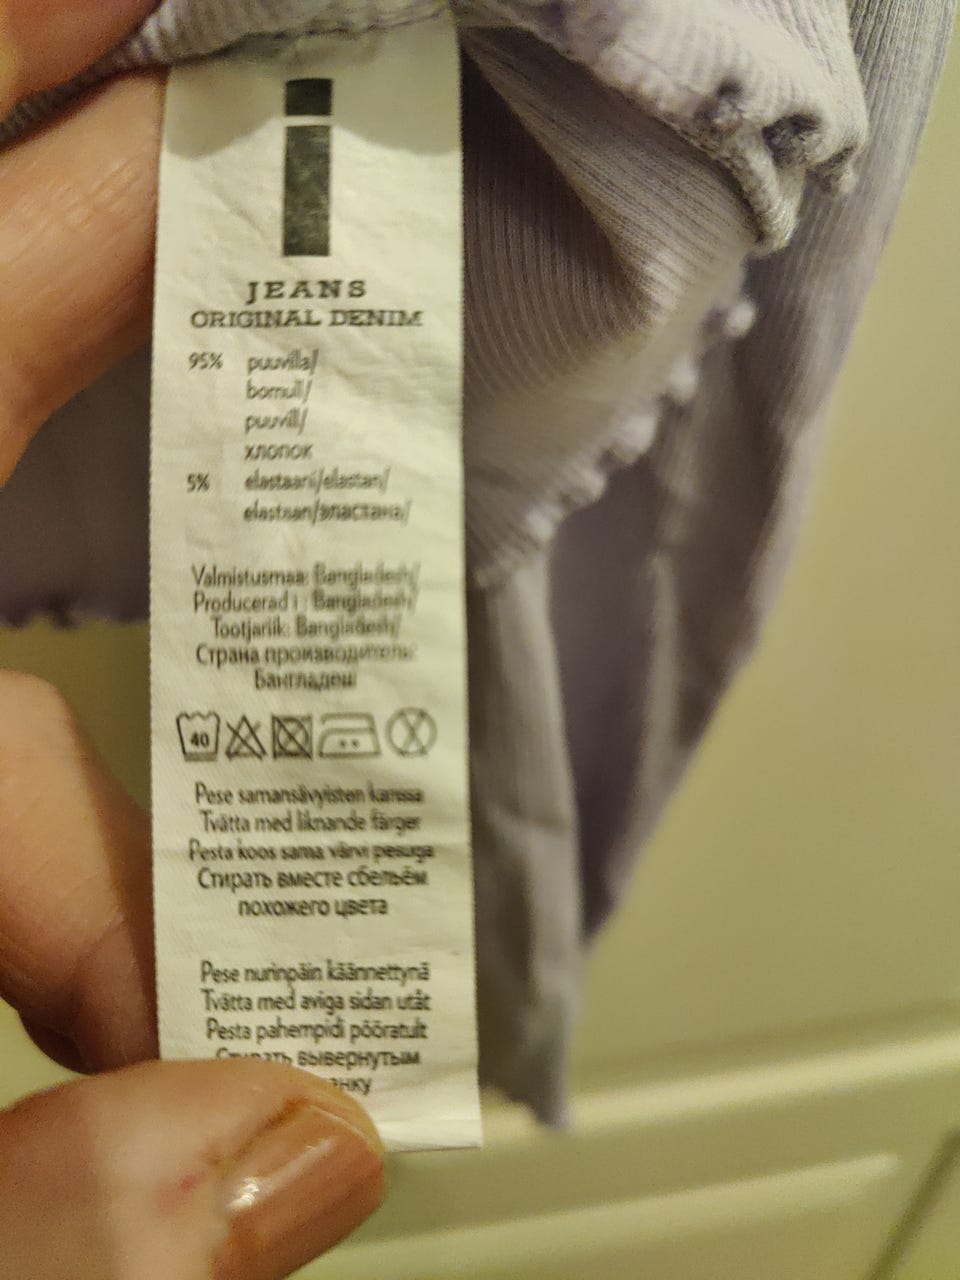 i
JEANS
ORIGINAL DENIM
95% puuvilla/
bomull/
puuvill/
хлопок
5% elastaani/elastan/
elastaan/эластана/
Valmistusmaa: Bangladesh/
Producerad i : Bangladesh/
Tootjariik: Bangladesh/
Страна производитель:
Бангладеш
40
Pese samansävyisten kanssa
Tvätta med liknande färger
Pesta koos sama värvi pesuga
Стирать вместе сбельём
похожего цвета
Pese nurinpäin käännettynä
Tvätta med aviga sidan utåt
Pesta pahempidi pööratult
вывернутым